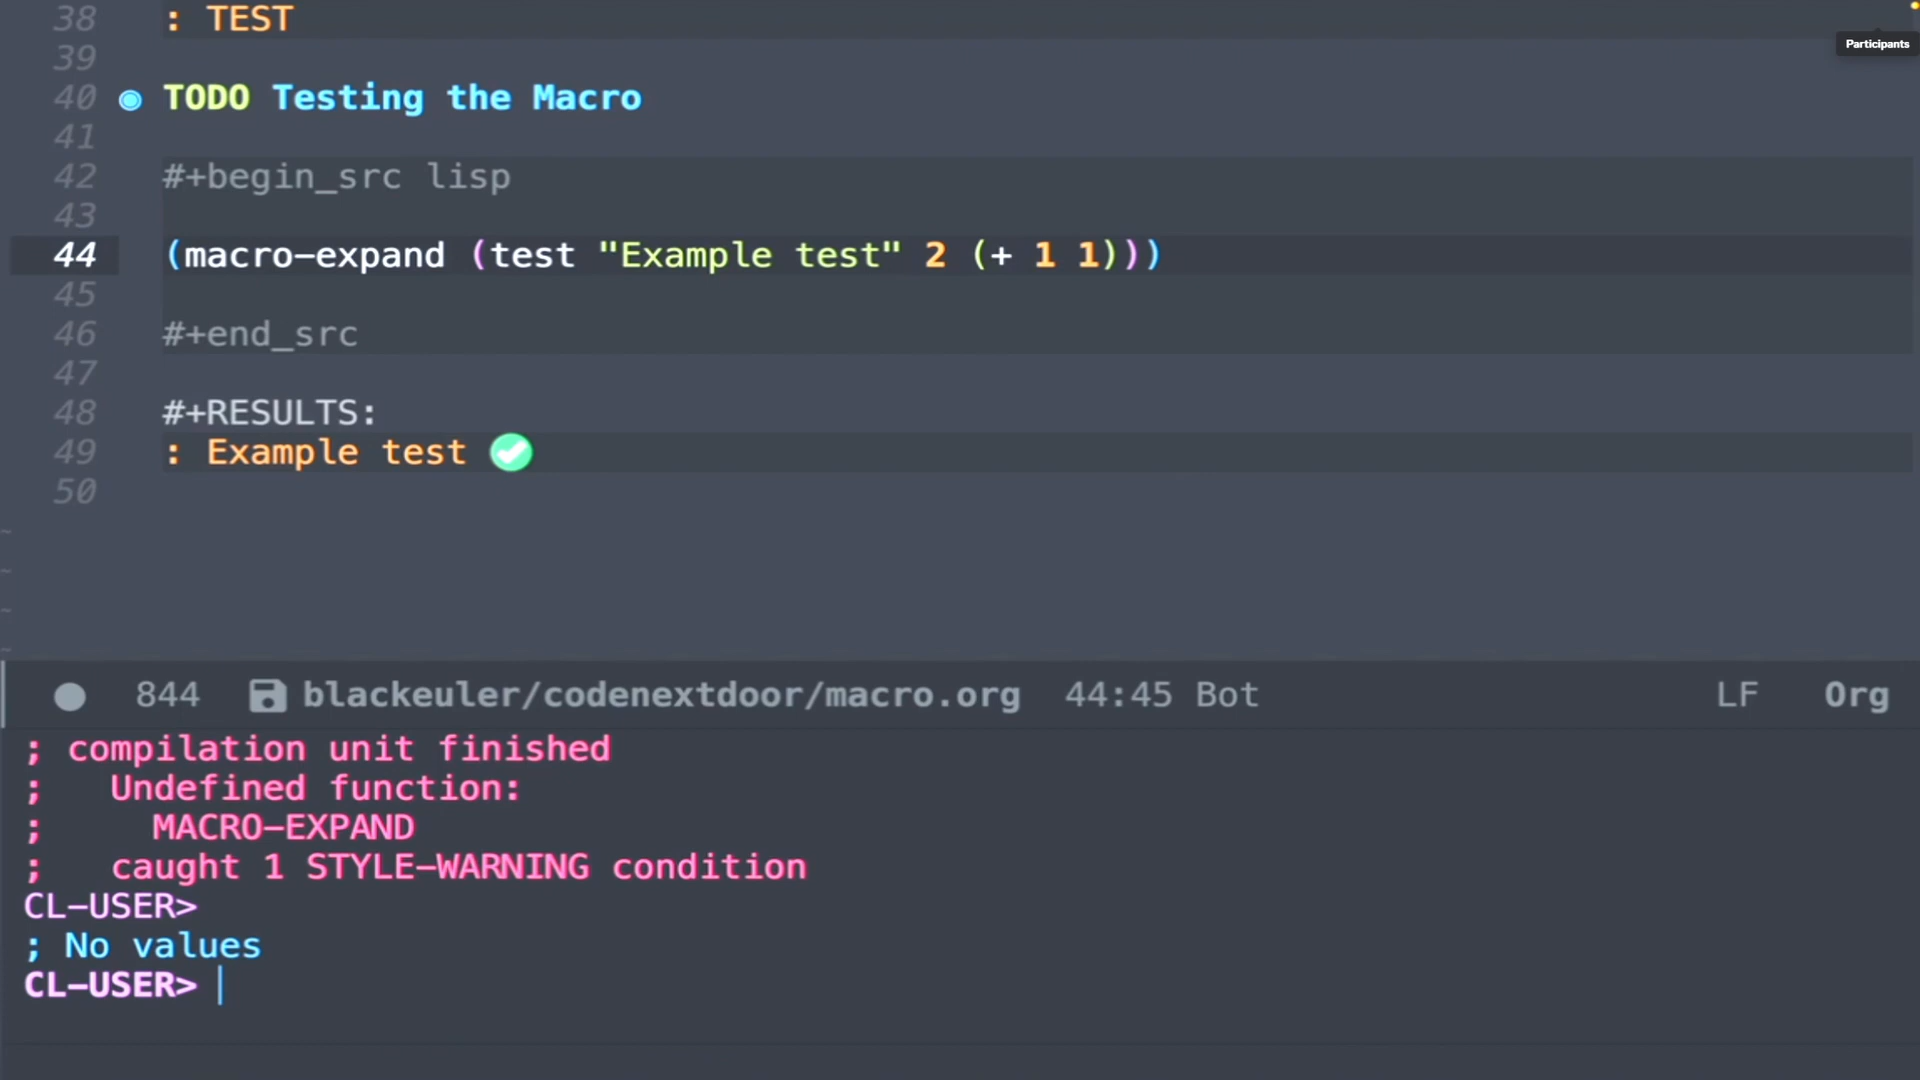 38 : TEST
Participants
39
40 TODO Testing the Macro
41
42 #+begin_src lisp
43
44 (macro-expand (test "Example test" 2 (+ 1 1)))
45
46 #+end_src
47
48 #+RESULTS:
49 : Example test ✅
50
~
~
~
~
844 blackeuler/codenextdoor/macro.org 44:45 Bot LF Org
; compilation unit finished
;   Undefined function:
;     MACRO-EXPAND
;   caught 1 STYLE-WARNING condition
CL-USER>
; No values
CL-USER>